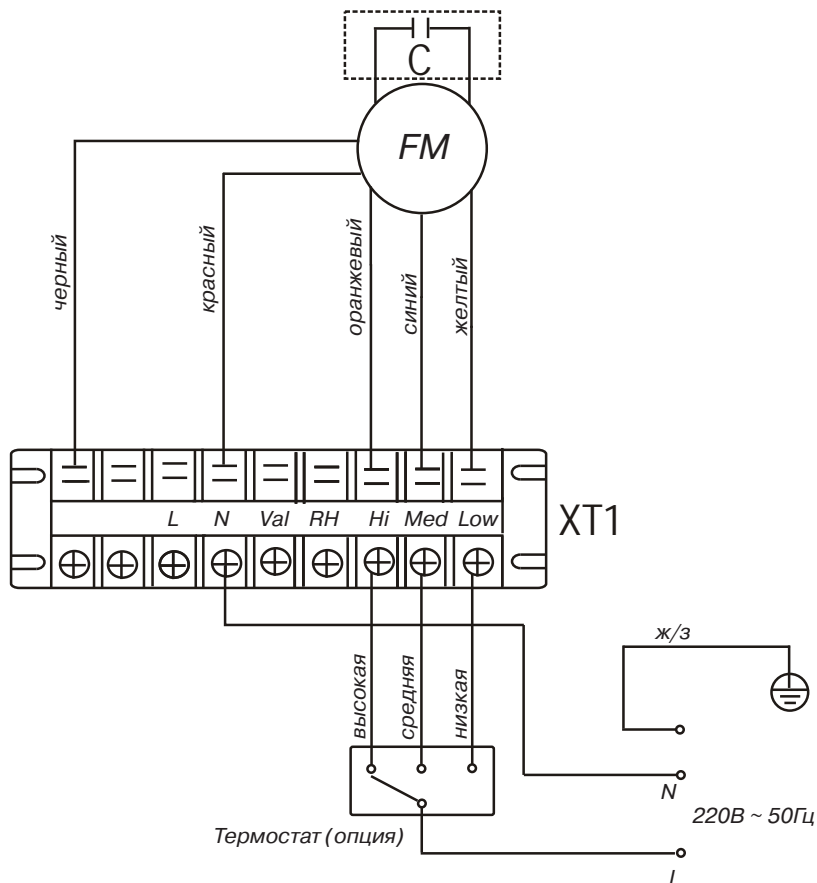 C
FM
черный
красный
оранжевый
синий
желтый
L N Val RH Hi Med Low
XT1
высокая
средняя
низкая
ж/з
N
220В ~ 50Гц
Термостат (опция)
L